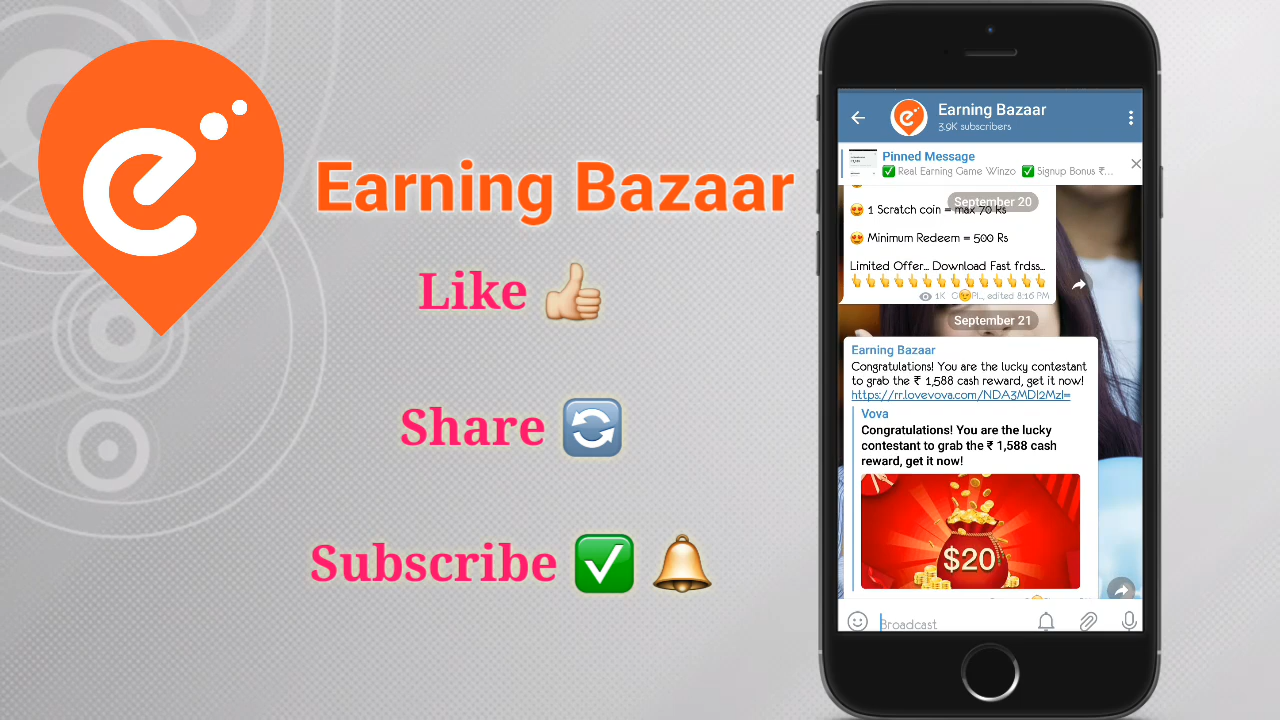 Earning Bazaar
Like 👍
Share 🔄
Subscribe ✅ 🔔
Earning Bazaar
3.9K subscribers
Pinned Message
✅ Real Earning Game Winzo ✅ Signup Bonus ₹...
September 20
😍 1 Scratch coin = max 70 Rs
😍 Minimum Redeem = 500 Rs
Limited Offer... Download Fast frdss...
👆👆👆👆👆👆👆👆👆👆👆👆👆👆
1K
edited 8:16 PM
September 21
Earning Bazaar
Congratulations! You are the lucky contestant
to grab the ₹ 1,588 cash reward, get it now!
https://rr.lovevova.com/NDA3MDI2MzI=
Vova
Congratulations! You are the lucky
contestant to grab the ₹ 1,588 cash
reward, get it now!
$20
Broadcast